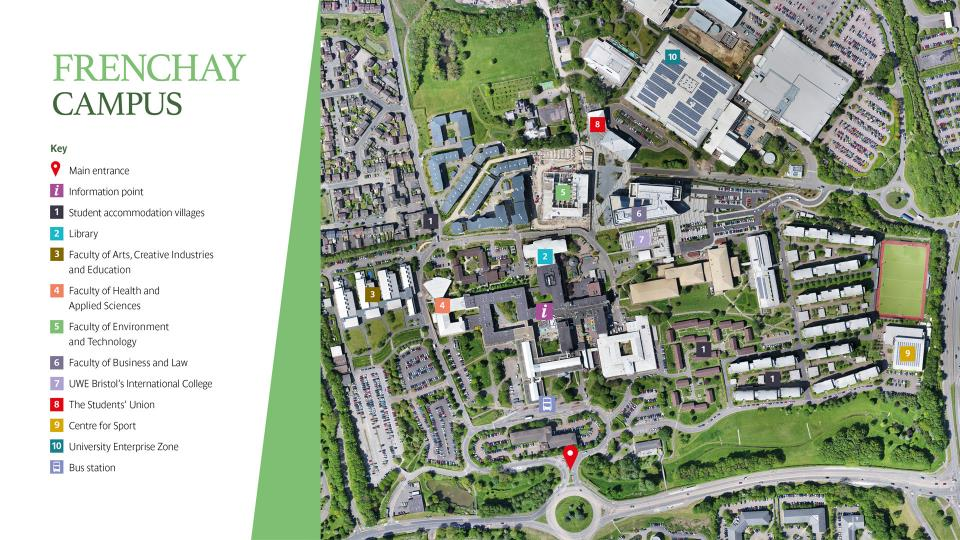 FRENCHAY
CAMPUS
Key
Main entrance
i Information point
1 Student accommodation villages
2 Library
3 Faculty of Arts, Creative Industries
and Education
4 Faculty of Health and
Applied Sciences
5 Faculty of Environment
and Technology
6 Faculty of Business and Law
7 UWE Bristol's International College
8 The Students' Union
9 Centre for Sport
10 University Enterprise Zone
Bus station
10
8
5
1
6
7
2
3
4
i
1
9
1